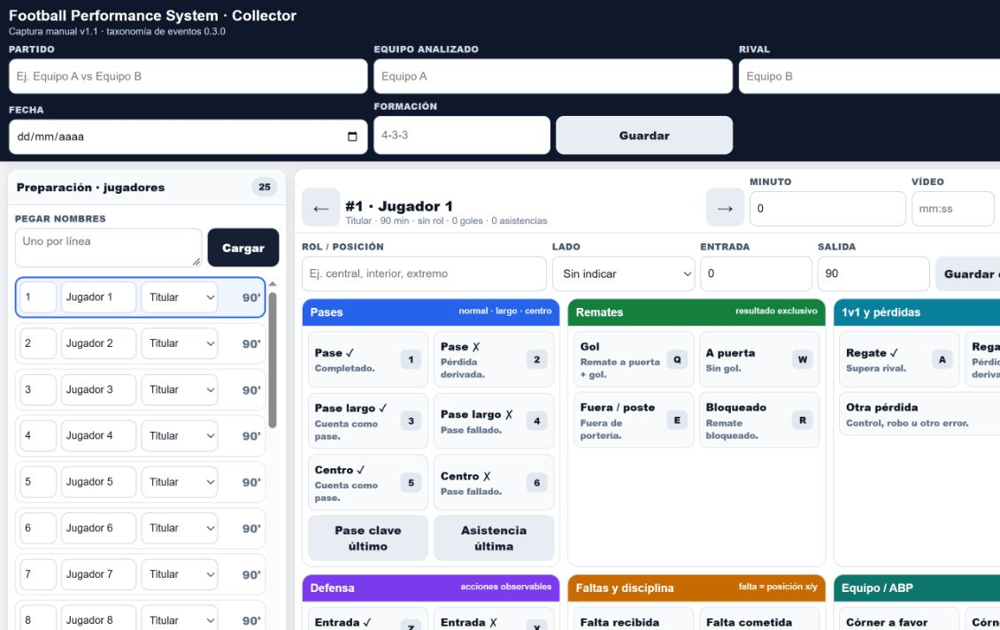 Football Performance System · Collector
Captura manual v1.1 · taxonomía de eventos 0.3.0
PARTIDO
EQUIPO ANALIZADO
RIVAL
Ej. Equipo A vs Equipo B
Equipo A
Equipo B
FECHA
FORMACIÓN
dd/mm/aaaa
4-3-3
Guardar
Preparación · jugadores
25
PEGAR NOMBRES
Uno por línea
Cargar
1 Jugador 1 Titular 90'
2 Jugador 2 Titular 90'
3 Jugador 3 Titular 90'
4 Jugador 4 Titular 90'
5 Jugador 5 Titular 90'
6 Jugador 6 Titular 90'
7 Jugador 7 Titular 90'
8 Jugador 8 Titular 90'
← #1 · Jugador 1 →
Titular · 90 min · sin rol · 0 goles · 0 asistencias
MINUTO
VÍDEO
0
mm:ss
ROL / POSICIÓN
LADO
ENTRADA
SALIDA
Ej. central, interior, extremo
Sin indicar
0
90
Guardar
Pases
normal · largo · centro
Pase ✓
Completado.
1
Pase ✗
Pérdida
derivada.
2
Pase largo ✓
Cuenta como
pase.
3
Pase largo ✗
Pase fallado.
4
Centro ✓
Cuenta como
pase.
5
Centro ✗
Pase fallado.
6
Pase clave
último
Asistencia
última
Remates
resultado exclusivo
Gol
Remate a puerta
+ gol.
Q
A puerta
Sin gol.
W
Fuera / poste
Fuera de
portería.
E
Bloqueado
Remate
bloqueado.
R
1v1 y pérdidas
Regate ✓
Supera rival.
A
Rega
Pérdic
deriva
Otra pérdida
Control, robo u otro error.
Defensa
acciones observables
Entrada ✓
Z
Entrada ✗
X
Faltas y disciplina
falta = posición x/y
Falta recibida
Falta cometida
Equipo / ABP
Córner a favor
Córn